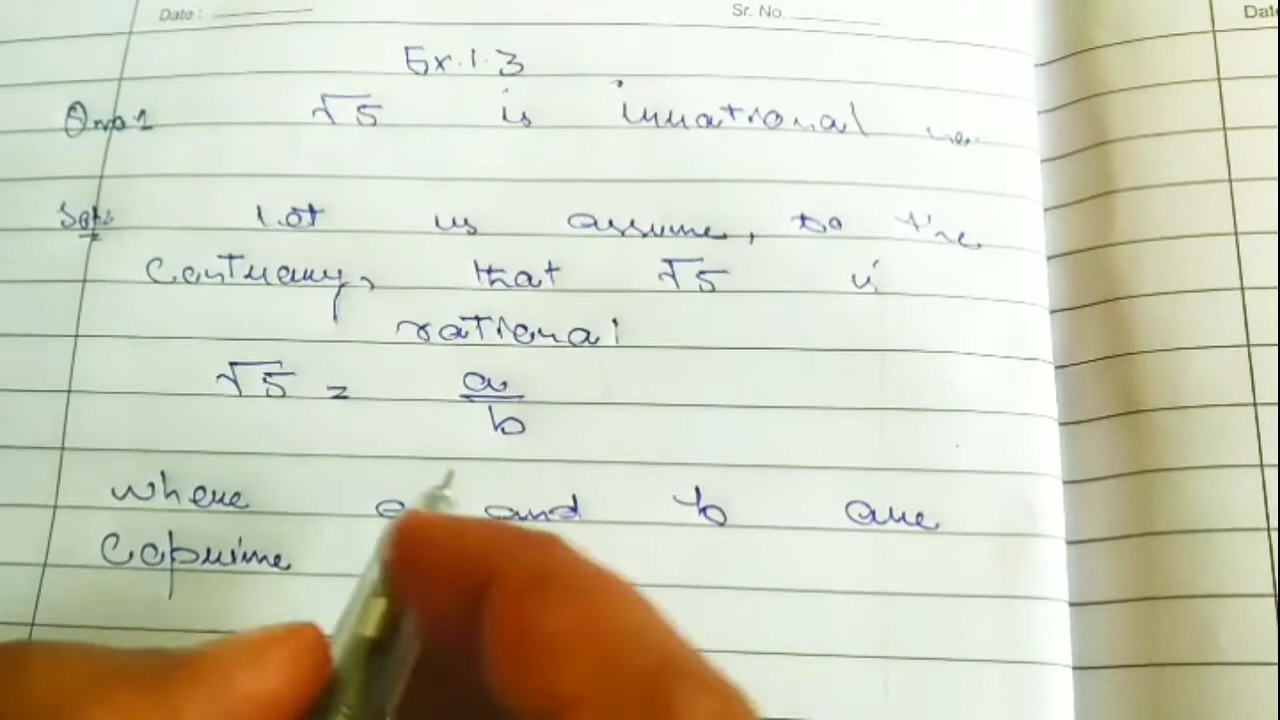 Date :
Sr. No.
Date
Ex. 1.3
Qno 1 √5 is irrational no.
Sol: Let us assume, to the
contrary, that √5 is
rational
√5 = a/b
where a and b are
coprime